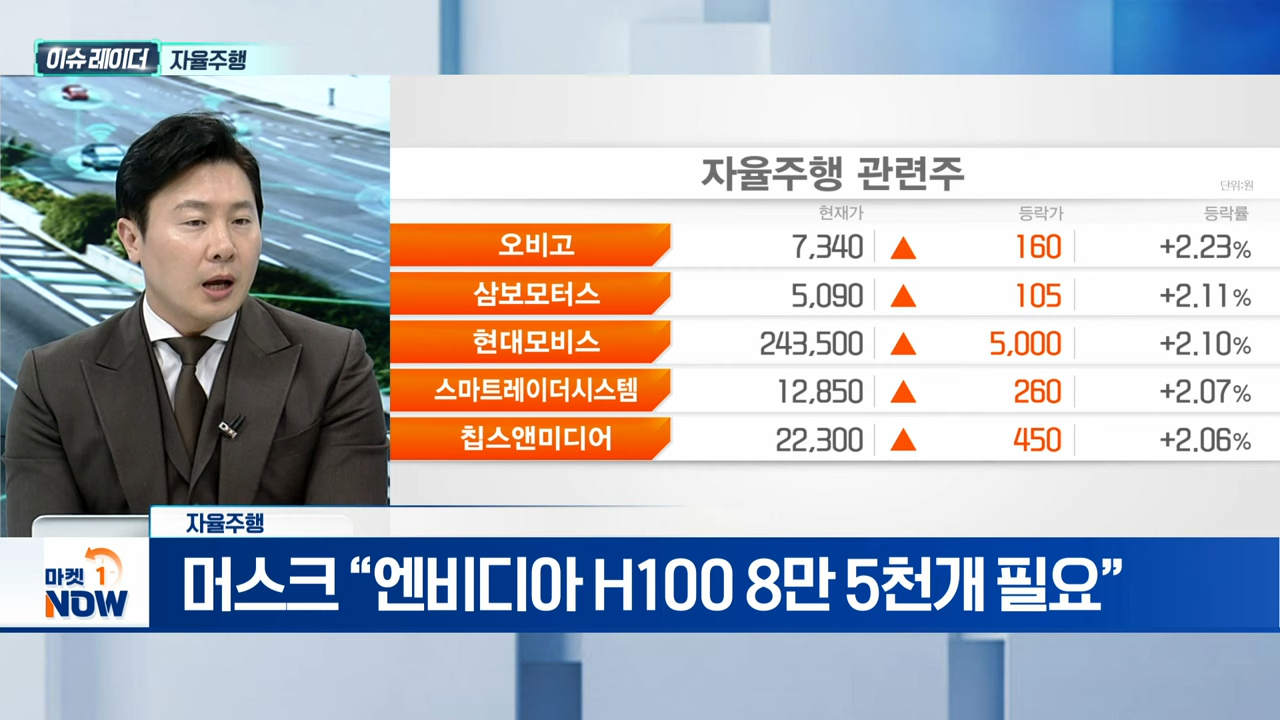 이슈 레이더 자율주행
자율주행 관련주
단위:원
현재가 등락가 등락률
오비고 7,340 ▲ 160 +2.23%
삼보모터스 5,090 ▲ 105 +2.11%
현대모비스 243,500 ▲ 5,000 +2.10%
스마트레이더시스템 12,850 ▲ 260 +2.07%
칩스앤미디어 22,300 ▲ 450 +2.06%
자율주행
마켓 1
NOW
머스크 “엔비디아 H100 8만 5천개 필요”